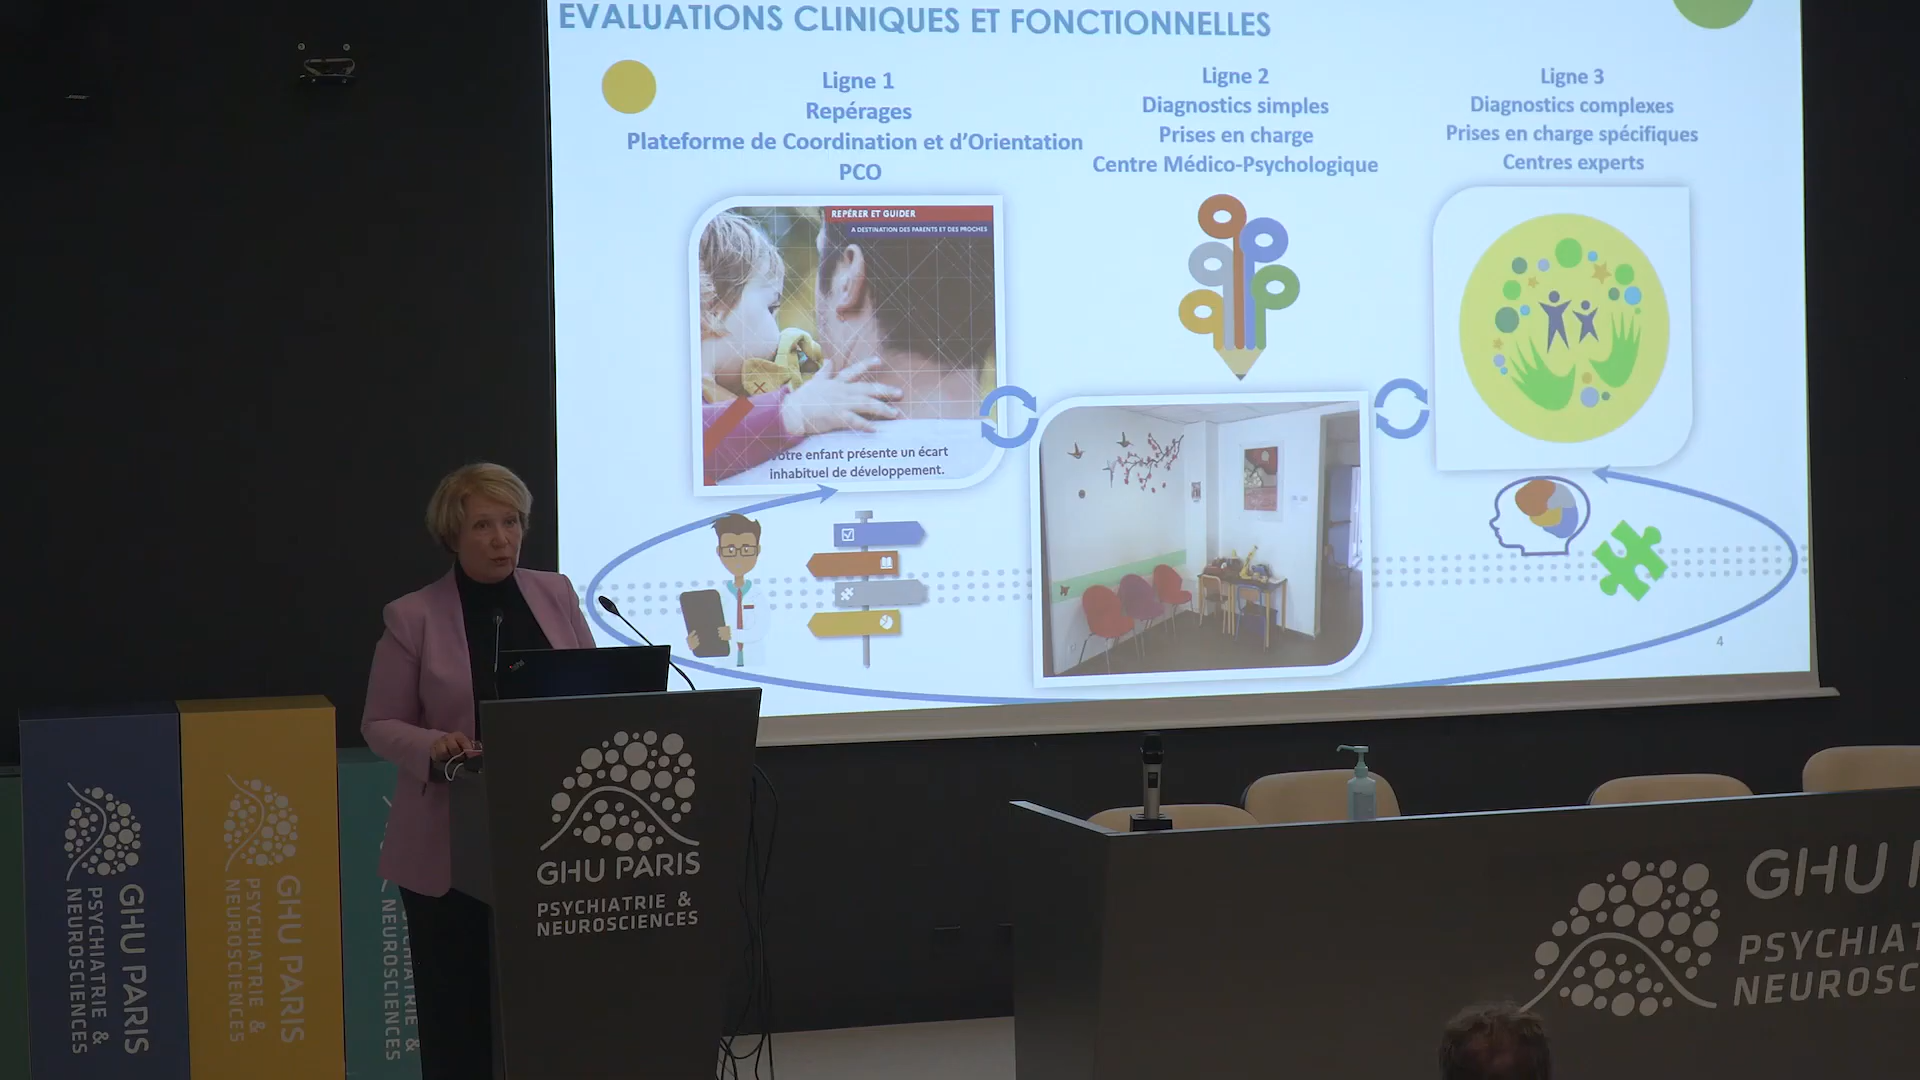 EVALUATIONS CLINIQUES ET FONCTIONNELLES
Ligne 1
Repérages
Plateforme de Coordination et d'Orientation
PCO
Ligne 2
Diagnostics simples
Prises en charge
Centre Médico-Psychologique
Ligne 3
Diagnostics complexes
Prises en charge spécifiques
Centres experts
REPÉRER ET GUIDER
A DESTINATION DES PARENTS ET DES PROCHES
otre enfant présente un écart
inhabituel de développement.
4
GHU PARIS
PSYCHIATRIE &
NEUROSCIENCES
GHU PARIS
PSYCHIATRIE &
NEUROSCIENCES
GHU PARIS
PSYCHIATRIE &
NEUROSCIENCES
YCHIATRIE &
NEUROSCIENCES
GHU
PSYCHIAT
NEUROSC